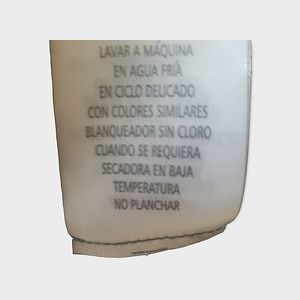 LAVAR A MÁQUINA
EN AGUA FRÍA
EN CICLO DELICADO
CON COLORES SIMILARES
BLANQUEADOR SIN CLORO
CUANDO SE REQUIERA
SECADORA EN BAJA
TEMPERATURA
NO PLANCHAR